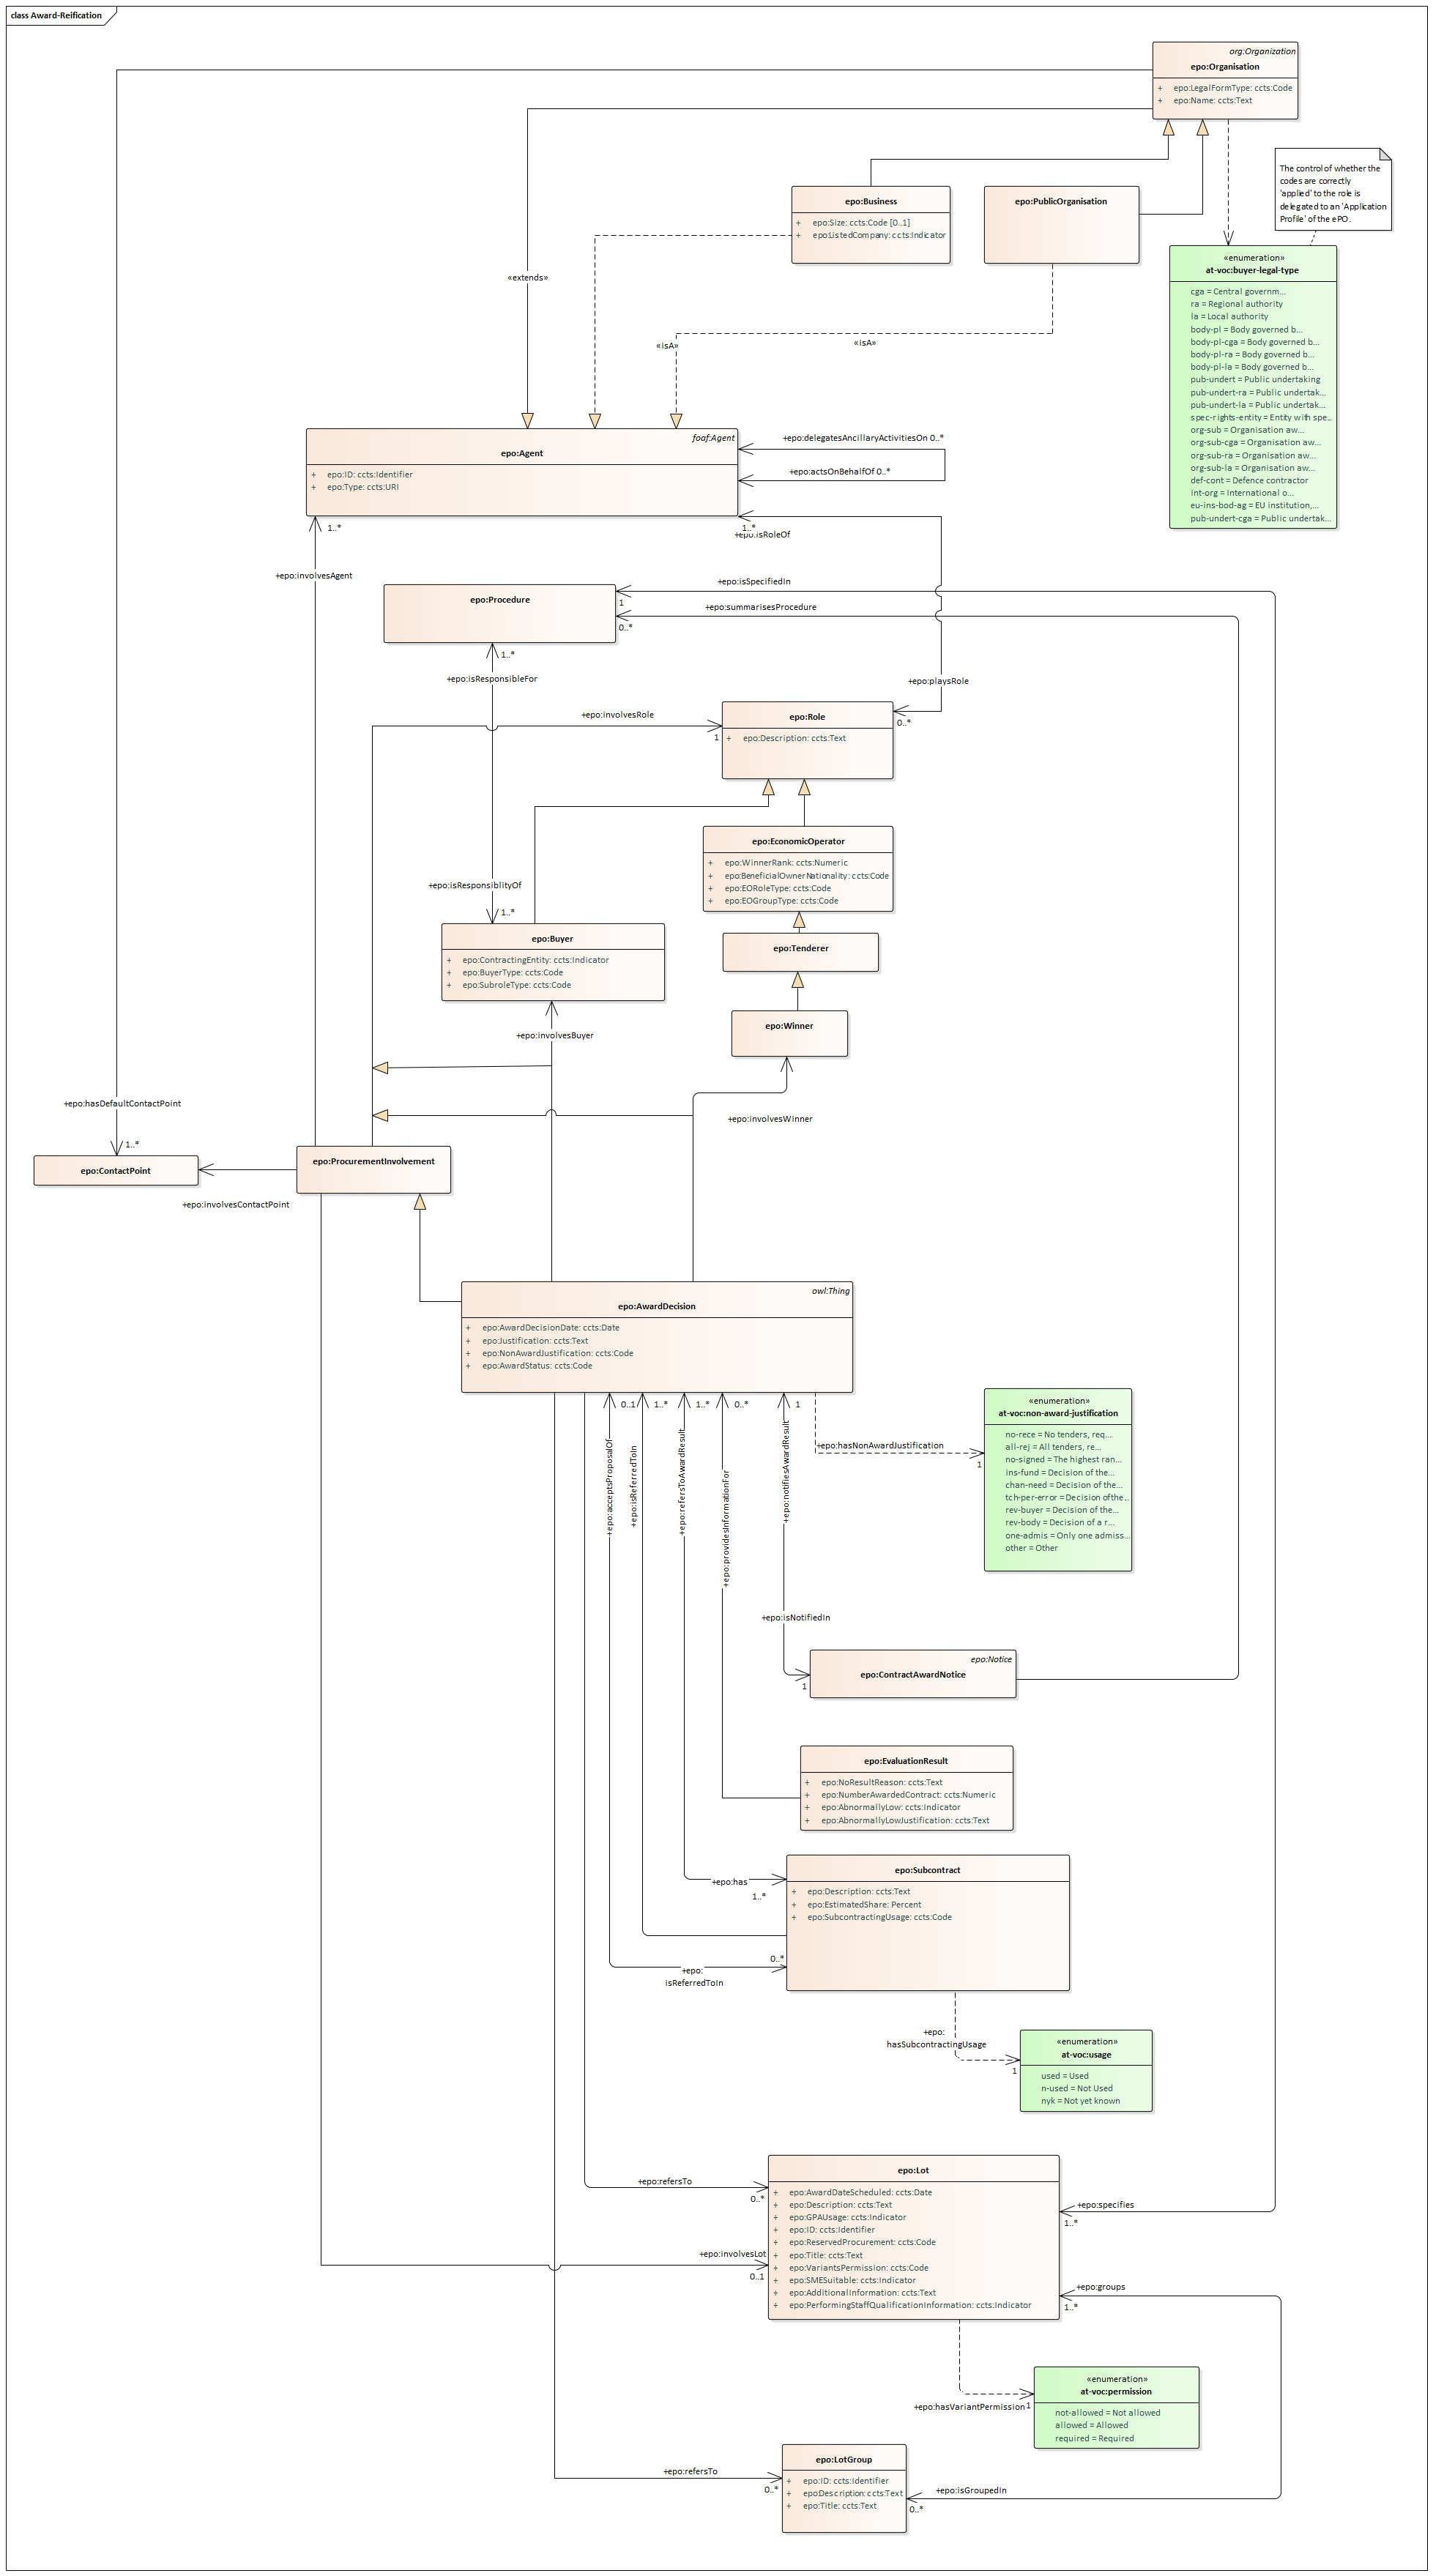 class Award-Reification
org:Organization
epo:Organisation
+ epo:LegalFormType: ccts:Code
+ epo:Name: ccts:Text
The control of whether the
codes are correctly
'applied' to the role is
delegated to an 'Application
Profile' of the ePO.
epo:Business
+ epo:Size: ccts:Code [0..1]
+ epo:ListedCompany: ccts:Indicator
epo:PublicOrganisation
«enumeration»
at-voc:buyer-legal-type
cga = Central governm...
ra = Regional authority
la = Local authority
body-pl = Body governed b...
body-pl-cga = Body governed b...
body-pl-ra = Body governed b...
body-pl-la = Body governed b...
pub-undert = Public undertaking
pub-undert-ra = Public undertak...
pub-undert-la = Public undertak...
spec-rights-entity = Entity with spe...
org-sub = Organisation aw...
org-sub-cga = Organisation aw...
org-sub-ra = Organisation aw...
org-sub-la = Organisation aw...
def-cont = Defence contractor
int-org = International o...
eu-ins-bod-ag = EU institution,...
pub-undert-cga = Public undertak...
«extends»
«isA»
«isA»
foaf:Agent
epo:Agent
+ epo:ID: ccts:Identifier
+ epo:Type: ccts:URI
+epo:delegatesAncillaryActivitiesOn 0..*
+epo:actsOnBehalfOf 0..*
1..*
1..*
+epo:isRoleOf
+epo:involvesAgent
epo:Procedure
+epo:isSpecifiedIn
1
+epo:summarisesProcedure
0..*
1..*
+epo:isResponsibleFor
+epo:playsRole
0..*
+epo:involvesRole
1
epo:Role
+ epo:Description: ccts:Text
epo:EconomicOperator
+ epo:WinnerRank: ccts:Numeric
+ epo:BeneficialOwnerNationality: ccts:Code
+ epo:EORoleType: ccts:Code
+ epo:EOGroupType: ccts:Code
+epo:isResponsiblityOf
1..*
epo:Buyer
+ epo:ContractingEntity: ccts:Indicator
+ epo:BuyerType: ccts:Code
+ epo:SubroleType: ccts:Code
epo:Tenderer
epo:Winner
+epo:involvesBuyer
+epo:hasDefaultContactPoint
+epo:involvesWinner
1..*
epo:ContactPoint
epo:ProcurementInvolvement
+epo:involvesContactPoint
owl:Thing
epo:AwardDecision
+ epo:AwardDecisionDate: ccts:Date
+ epo:Justification: ccts:Text
+ epo:NonAwardJustification: ccts:Code
+ epo:AwardStatus: ccts:Code
0..1
1..*
1..*
0..*
1
+epo:acceptsProposalOf
+epo:isReferredToIn
+epo:refersToAwardResult
+epo:providesInformationFor
+epo:notifiesAwardResult
+epo:hasNonAwardJustification
1
«enumeration»
at-voc:non-award-justification
no-rece = No tenders, req...
all-rej = All tenders, re...
no-signed = The highest ran...
ins-fund = Decision of the...
chan-need = Decision of the...
tch-per-error = Decision ofthe...
rev-buyer = Decision of the...
rev-body = Decision of a r...
one-admis = Only one admiss...
other = Other
+epo:isNotifiedIn
1
epo:Notice
epo:ContractAwardNotice
epo:EvaluationResult
+ epo:NoResultReason: ccts:Text
+ epo:NumberAwardedContract: ccts:Numeric
+ epo:AbnormallyLow: ccts:Indicator
+ epo:AbnormallyLowJustification: ccts:Text
+epo:has
1..*
epo:Subcontract
+ epo:Description: ccts:Text
+ epo:EstimatedShare: Percent
+ epo:SubcontractingUsage: ccts:Code
0..*
+epo:
isReferredToIn
+epo:
hasSubcontractingUsage
1
«enumeration»
at-voc:usage
used = Used
n-used = Not Used
nyk = Not yet known
+epo:refersTo
0..*
+epo:involvesLot
0..1
epo:Lot
+ epo:AwardDateScheduled: ccts:Date
+ epo:Description: ccts:Text
+ epo:GPAUsage: ccts:Indicator
+ epo:ID: ccts:Identifier
+ epo:ReservedProcurement: ccts:Code
+ epo:Title: ccts:Text
+ epo:VariantsPermission: ccts:Code
+ epo:SMESuitable: ccts:Indicator
+ epo:AdditionalInformation: ccts:Text
+ epo:PerformingStaffQualificationInformation: ccts:Indicator
+epo:specifies
1..*
+epo:groups
1..*
+epo:hasVariantPermission
1
«enumeration»
at-voc:permission
not-allowed = Not allowed
allowed = Allowed
required = Required
+epo:refersTo
0..*
epo:LotGroup
+ epo:ID: ccts:Identifier
+ epoDescription: ccts:Text
+ epo:Title: ccts:Text
+epo:isGroupedIn
0..*